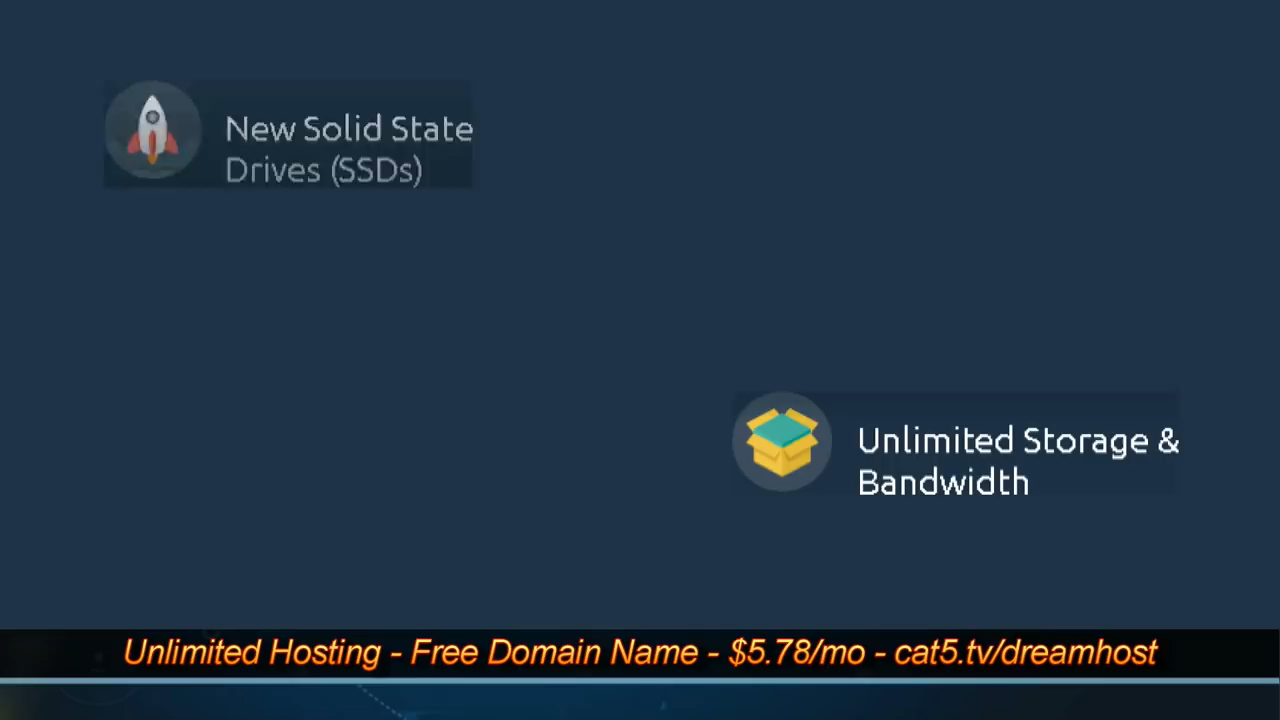 New Solid State
Drives (SSDs)
Unlimited Storage &
Bandwidth
Unlimited Hosting - Free Domain Name - $5.78/mo - cat5.tv/dreamhost